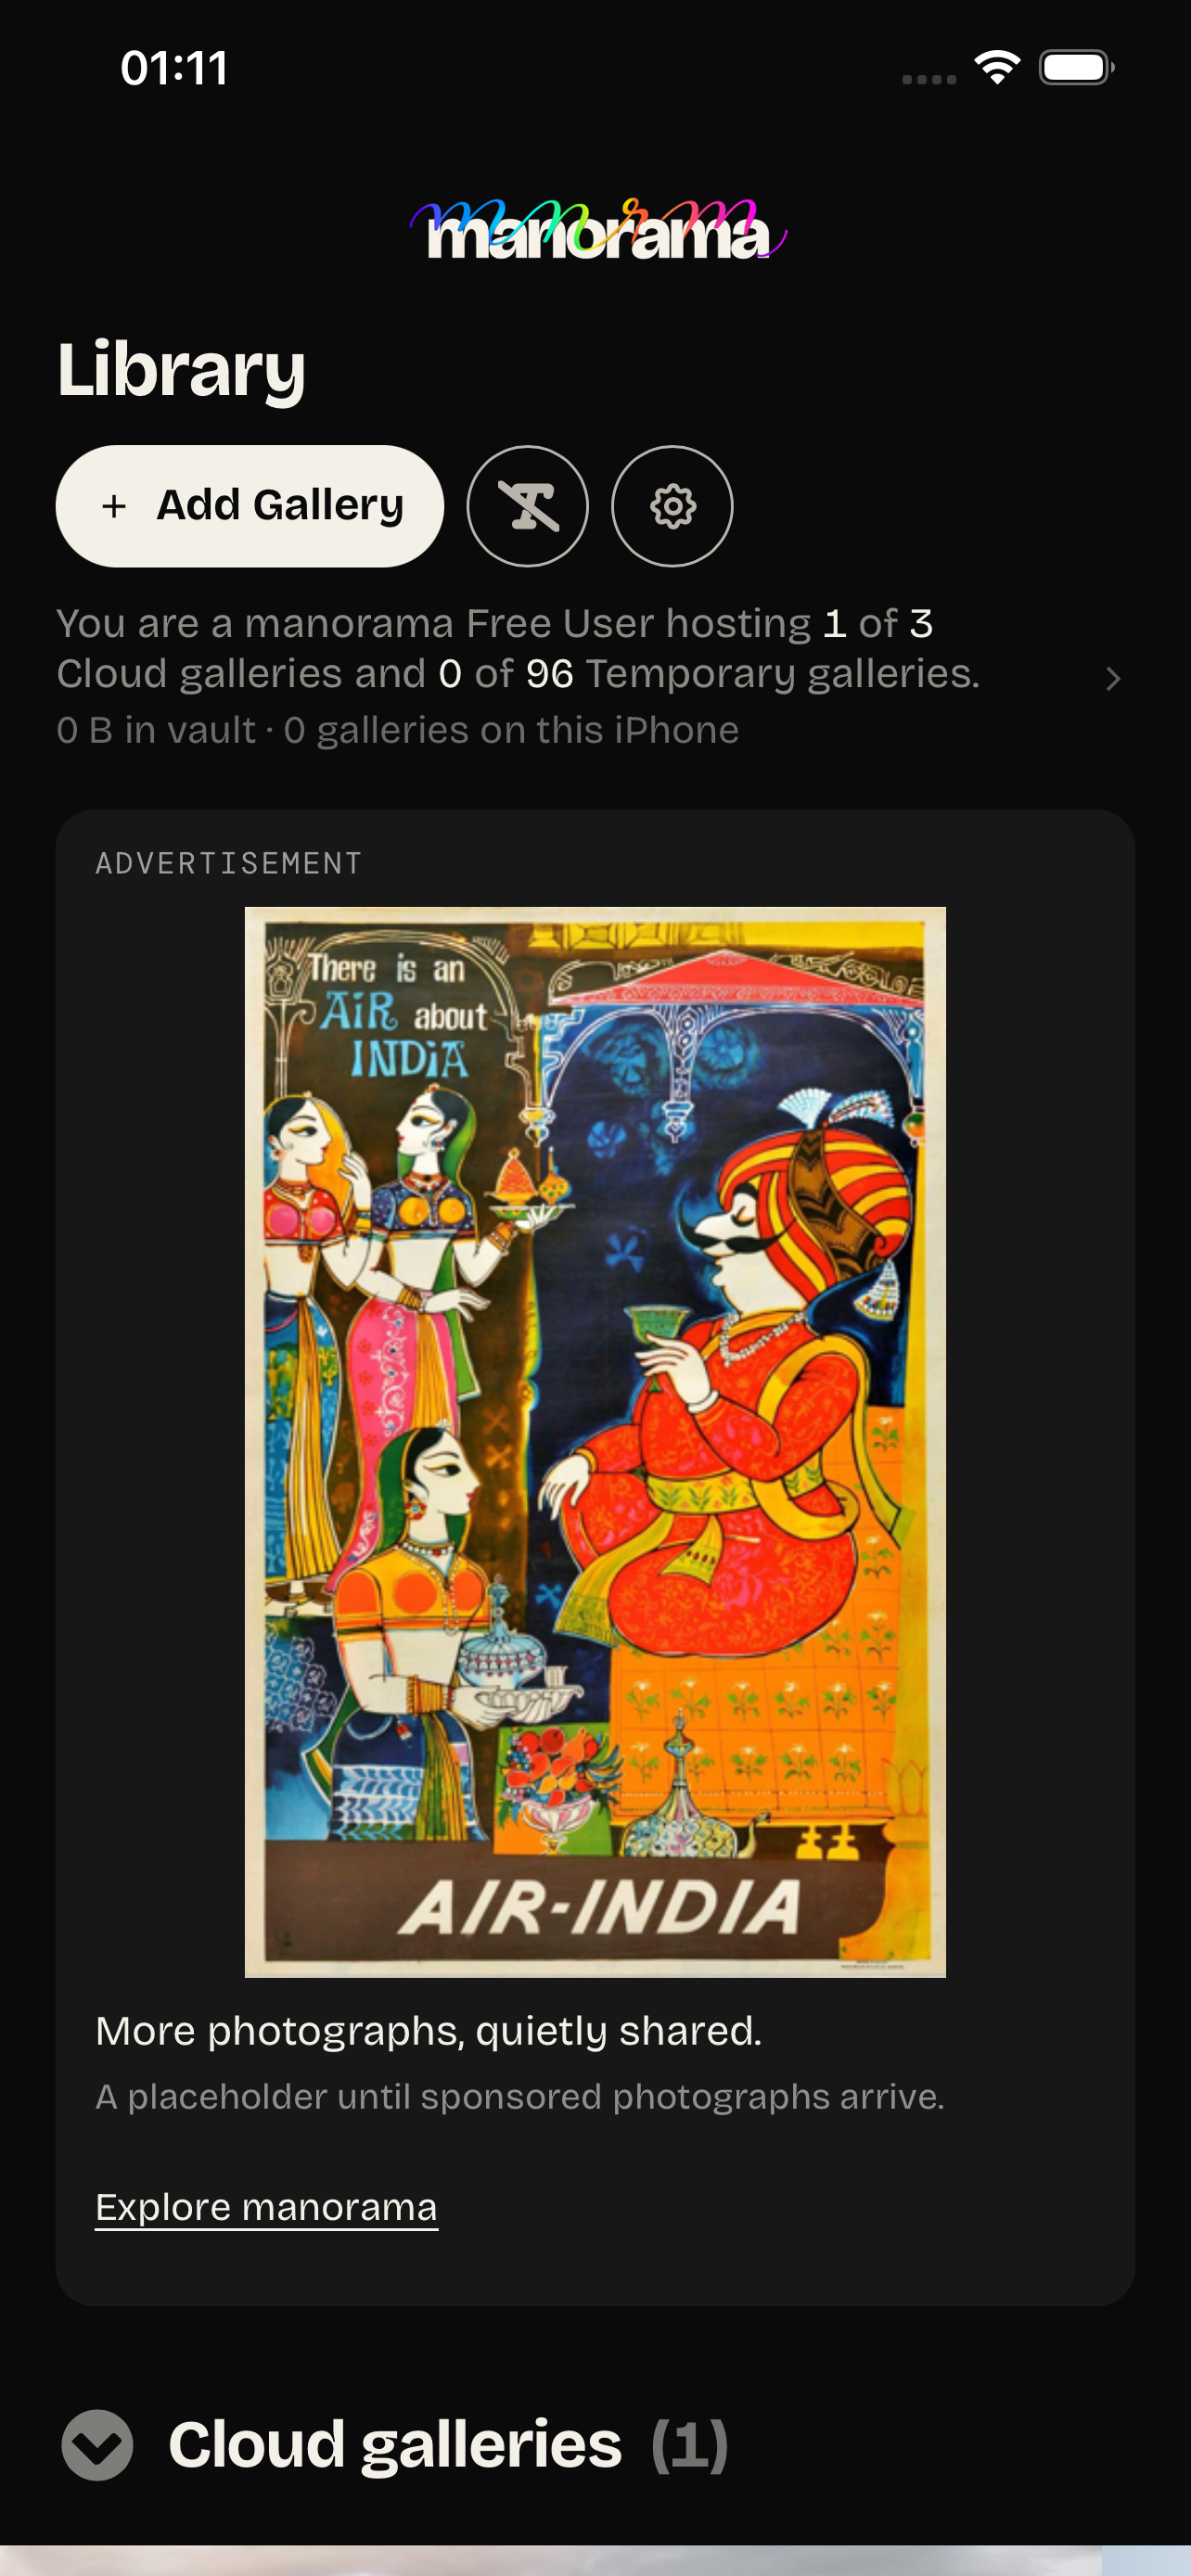 01:11
manorama
mnrm
Library
+ Add Gallery
You are a manorama Free User hosting 1 of 3
Cloud galleries and 0 of 96 Temporary galleries.
0 B in vault · 0 galleries on this iPhone
ADVERTISEMENT
There is an
AiR about
INDiA
AIR-INDIA
More photographs, quietly shared.
A placeholder until sponsored photographs arrive.
Explore manorama
Cloud galleries (1)